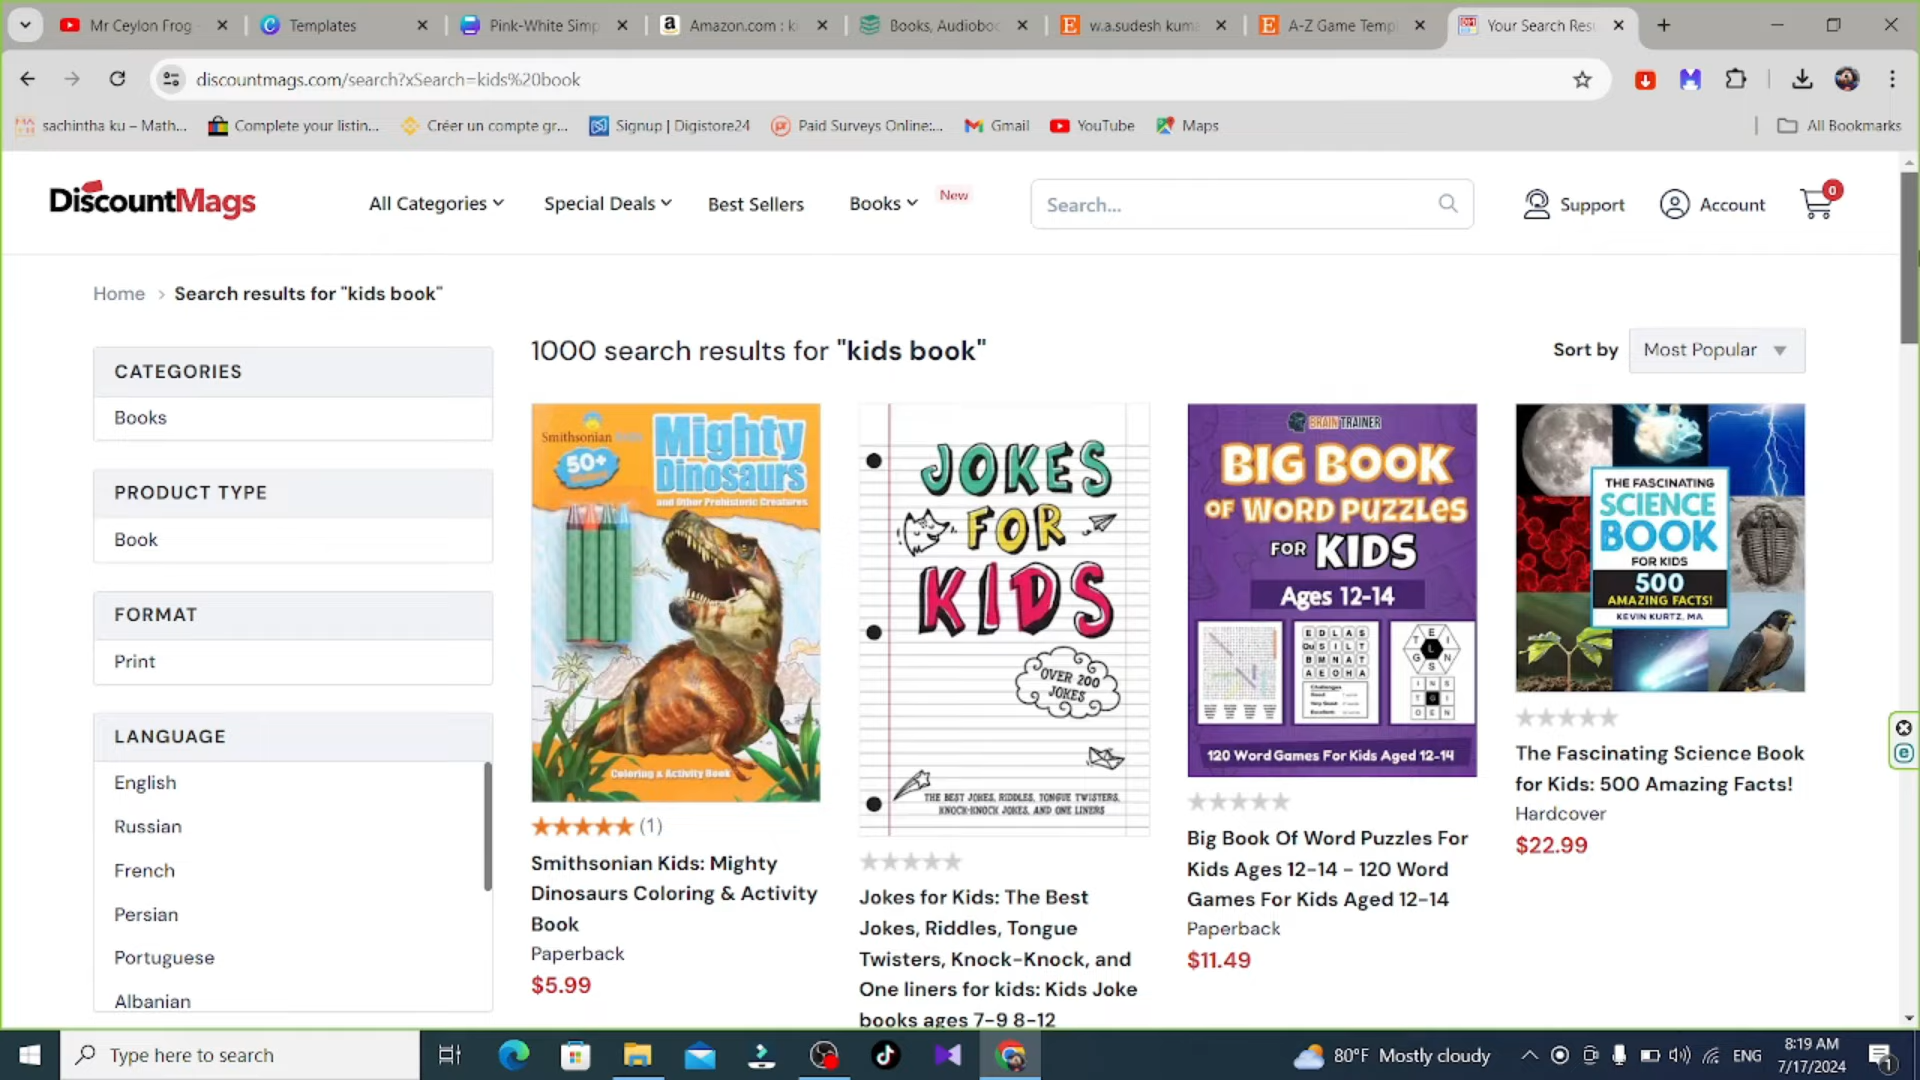 Mr Ceylon Frog
Templates
Pink-White Simp
Amazon.com : ki
Books, Audioboo
w.a.sudesh kuma
A-Z Game Temp
Your Search Resu
discountmags.com/search?xSearch=kids%20book
sachintha ku – Math...
Complete your listin...
Créer un compte gr...
Signup | Digistore24
Paid Surveys Online:...
Gmail
YouTube
Maps
All Bookmarks
DiscountMags
All Categories
Special Deals
Best Sellers
Books
New
Search...
Support
Account
0
Home > Search results for "kids book"
CATEGORIES
Books
PRODUCT TYPE
Book
FORMAT
Print
LANGUAGE
English
Russian
French
Persian
Portuguese
Albanian
1000 search results for "kids book"
Sort by
Most Popular
Smithsonian
50+
Mighty
Dinosaurs
and Other Prehistoric Creatures
Coloring & Activity Book
(1)
Smithsonian Kids: Mighty
Dinosaurs Coloring & Activity
Book
Paperback
$5.99
JOKES
FOR
KIDS
OVER 200
JOKES
THE BEST JOKES, RIDDLES, TONGUE TWISTERS,
KNOCK-KNOCK JOKES, AND ONE LINERS
Jokes for Kids: The Best
Jokes, Riddles, Tongue
Twisters, Knock-Knock, and
One liners for kids: Kids Joke
books ages 7-9 8-12
BRAIN TRAINER
BIG BOOK
OF WORD PUZZLES
FOR KIDS
Ages 12-14
120 Word Games For Kids Aged 12-14
Big Book Of Word Puzzles For
Kids Ages 12-14 - 120 Word
Games For Kids Aged 12-14
Paperback
$11.49
THE FASCINATING
SCIENCE
BOOK
FOR KIDS
500
AMAZING FACTS!
KEVIN KURTZ, MA
The Fascinating Science Book
for Kids: 500 Amazing Facts!
Hardcover
$22.99
Type here to search
80°F Mostly cloudy
ENG
8:19 AM
7/17/2024
1